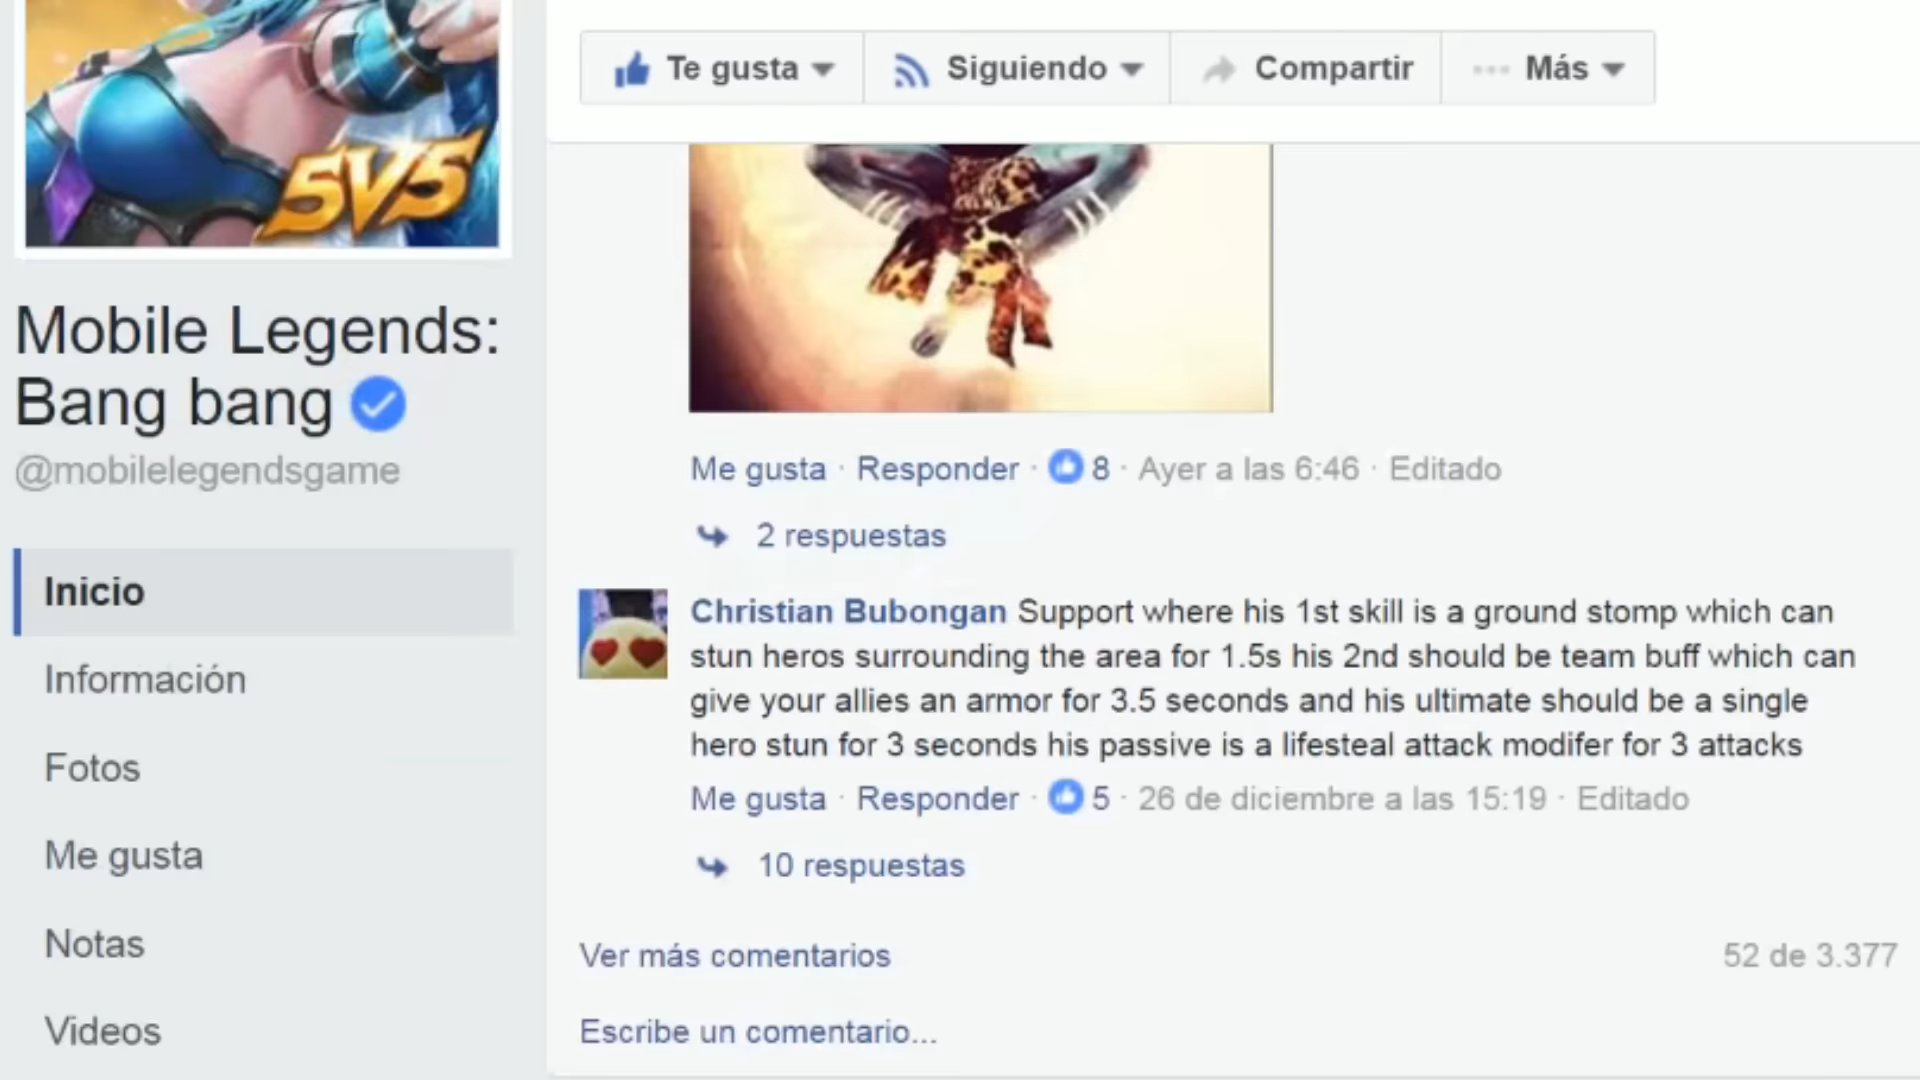 5V5
Mobile Legends:
Bang bang
@mobilelegendsgame
Inicio
Información
Fotos
Me gusta
Notas
Videos
Te gusta
Siguiendo
Compartir
Más
Me gusta · Responder · 8 · Ayer a las 6:46 · Editado
2 respuestas
Christian Bubongan Support where his 1st skill is a ground stomp which can
stun heros surrounding the area for 1.5s his 2nd should be team buff which can
give your allies an armor for 3.5 seconds and his ultimate should be a single
hero stun for 3 seconds his passive is a lifesteal attack modifer for 3 attacks
Me gusta · Responder · 5 · 26 de diciembre a las 15:19 · Editado
10 respuestas
Ver más comentarios
52 de 3.377
Escribe un comentario...